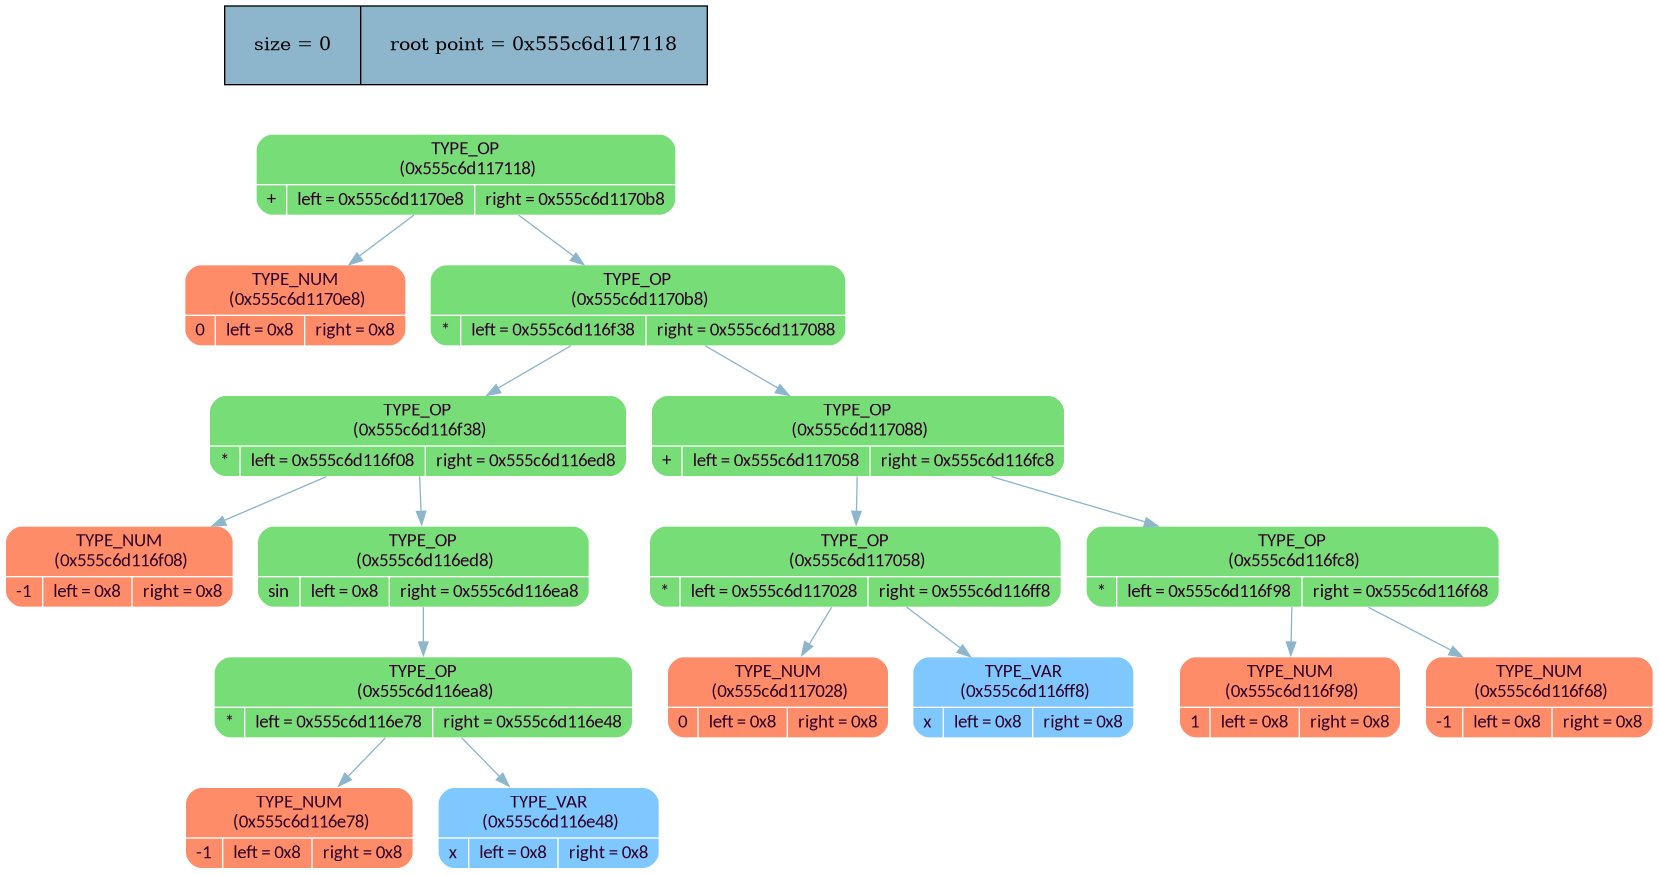 size = 0
root point = 0x555c6d117118
TYPE_OP
(0x555c6d117118)
+
left = 0x555c6d1170e8
right = 0x555c6d1170b8
TYPE_NUM
(0x555c6d1170e8)
0
left = 0x8
right = 0x8
TYPE_OP
(0x555c6d1170b8)
*
left = 0x555c6d116f38
right = 0x555c6d117088
TYPE_OP
(0x555c6d116f38)
*
left = 0x555c6d116f08
right = 0x555c6d116ed8
TYPE_OP
(0x555c6d117088)
+
left = 0x555c6d117058
right = 0x555c6d116fc8
TYPE_NUM
(0x555c6d116f08)
-1
left = 0x8
right = 0x8
TYPE_OP
(0x555c6d116ed8)
sin
left = 0x8
right = 0x555c6d116ea8
TYPE_OP
(0x555c6d117058)
*
left = 0x555c6d117028
right = 0x555c6d116ff8
TYPE_OP
(0x555c6d116fc8)
*
left = 0x555c6d116f98
right = 0x555c6d116f68
TYPE_OP
(0x555c6d116ea8)
*
left = 0x555c6d116e78
right = 0x555c6d116e48
TYPE_NUM
(0x555c6d117028)
0
left = 0x8
right = 0x8
TYPE_VAR
(0x555c6d116ff8)
x
left = 0x8
right = 0x8
TYPE_NUM
(0x555c6d116f98)
1
left = 0x8
right = 0x8
TYPE_NUM
(0x555c6d116f68)
-1
left = 0x8
right = 0x8
TYPE_NUM
(0x555c6d116e78)
-1
left = 0x8
right = 0x8
TYPE_VAR
(0x555c6d116e48)
x
left = 0x8
right = 0x8